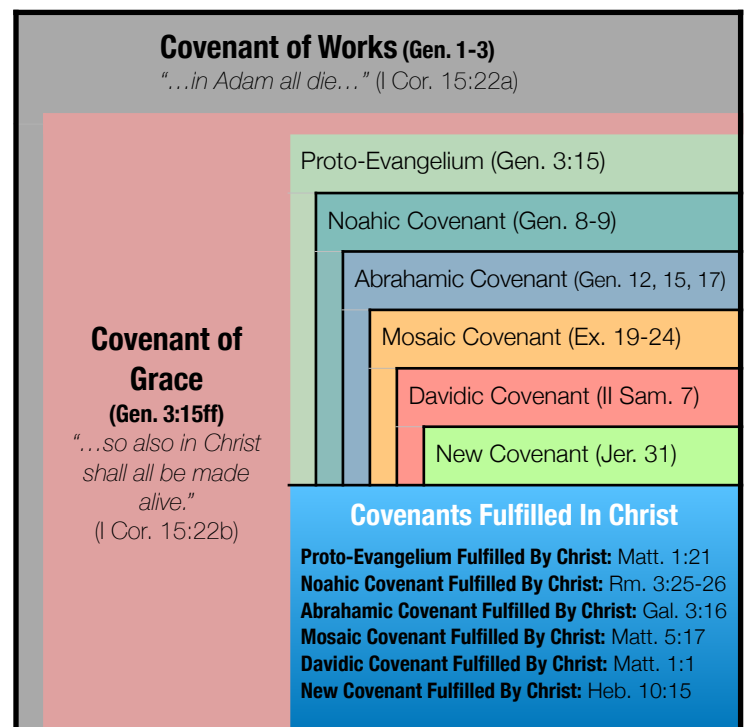 Covenant of Works (Gen. 1-3)
“…in Adam all die…” (I Cor. 15:22a)
Proto-Evangelium (Gen. 3:15)
Noahic Covenant (Gen. 8-9)
Abrahamic Covenant (Gen. 12, 15, 17)
Mosaic Covenant (Ex. 19-24)
Davidic Covenant (II Sam. 7)
New Covenant (Jer. 31)
Covenant of
Grace
(Gen. 3:15ff)
“…so also in Christ
shall all be made
alive.”
(I Cor. 15:22b)
Covenants Fulfilled In Christ
Proto-Evangelium Fulfilled By Christ: Matt. 1:21
Noahic Covenant Fulfilled By Christ: Rm. 3:25-26
Abrahamic Covenant Fulfilled By Christ: Gal. 3:16
Mosaic Covenant Fulfilled By Christ: Matt. 5:17
Davidic Covenant Fulfilled By Christ: Matt. 1:1
New Covenant Fulfilled By Christ: Heb. 10:15